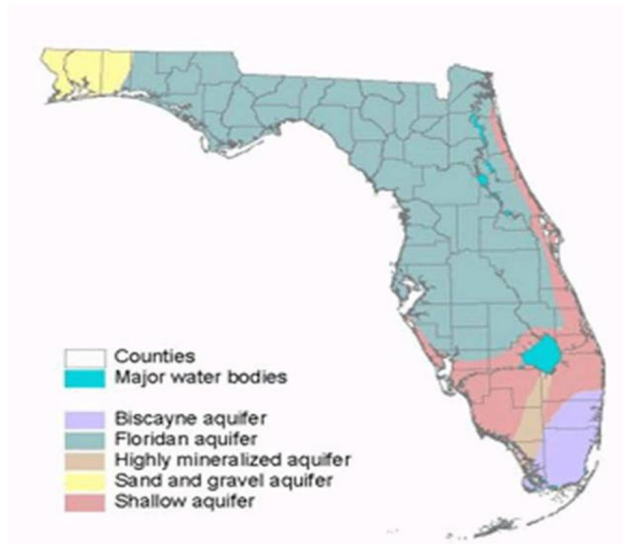 Counties
Major water bodies
Biscayne aquifer
Floridan aquifer
Highly mineralized aquifer
Sand and gravel aquifer
Shallow aquifer